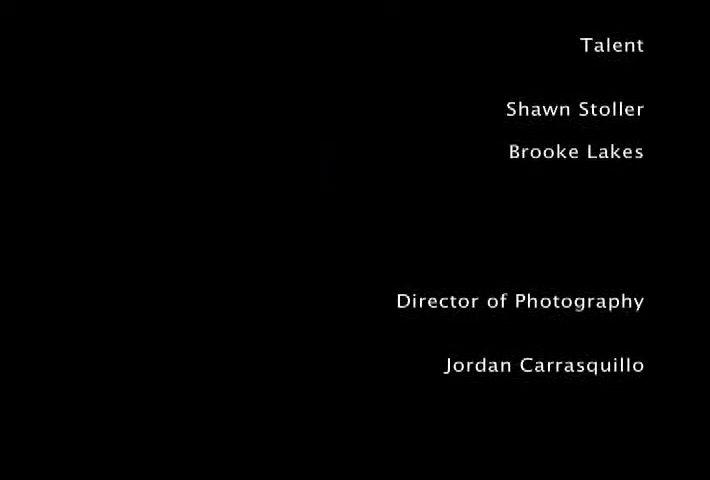 Talent
Shawn Stoller
Brooke Lakes
Director of Photography
Jordan Carrasquillo